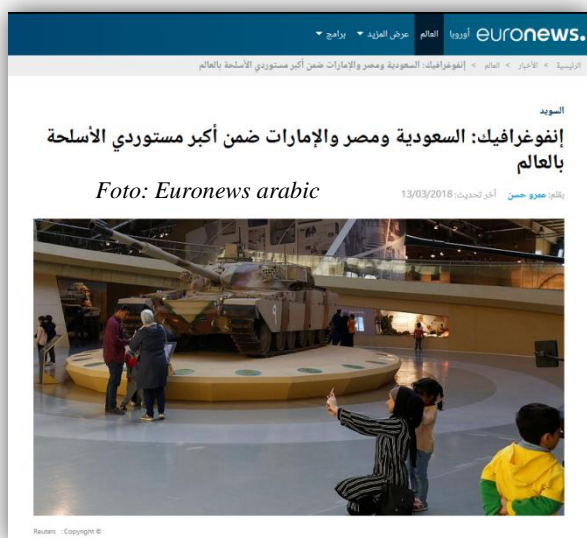 euronews.
أوروبا العالم عرض المزيد برامج
الرئيسية > الأخبار > العالم > إنفوغرافيك: السعودية ومصر والإمارات ضمن أكبر مستوردي الأسلحة بالعالم
السويد
إنفوغرافيك: السعودية ومصر والإمارات ضمن أكبر مستوردي الأسلحة
بالعالم
Foto: Euronews arabic
بقلم: عمرو حسن آخر تحديث: 13/03/2018
Reuters : Copyright ©